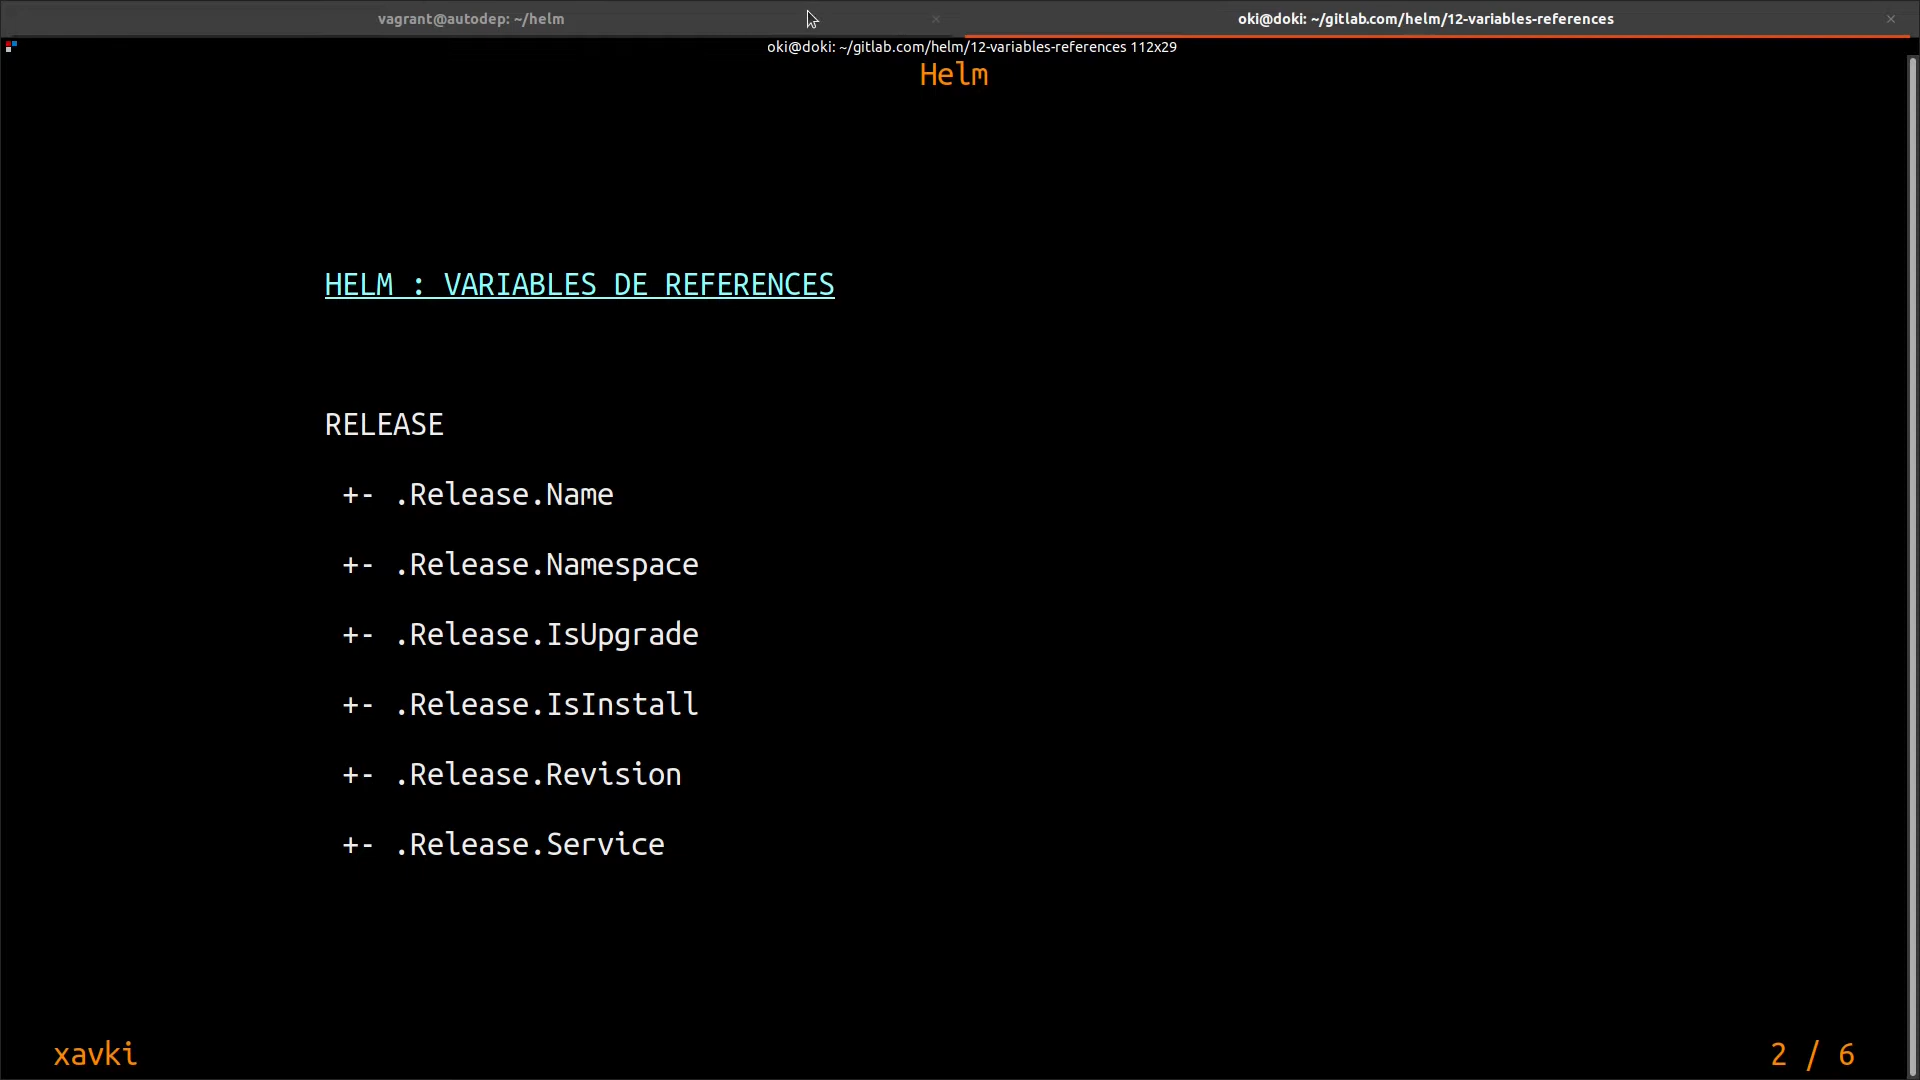 vagrant@autodep: ~/helm
oki@doki: ~/gitlab.com/helm/12-variables-references
oki@doki: ~/gitlab.com/helm/12-variables-references 112x29
Helm
HELM : VARIABLES DE REFERENCES
RELEASE
+- .Release.Name
+- .Release.Namespace
+- .Release.IsUpgrade
+- .Release.IsInstall
+- .Release.Revision
+- .Release.Service
xavki
2 / 6